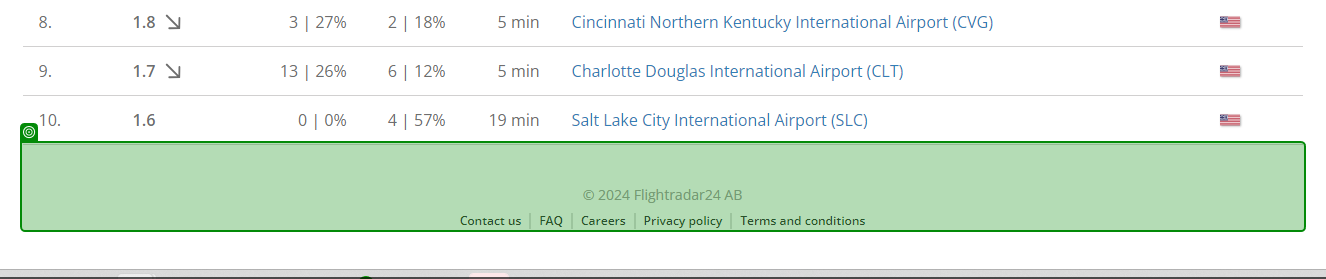 8. 1.8 3 | 27% 2 | 18% 5 min Cincinnati Northern Kentucky International Airport (CVG)
9. 1.7 13 | 26% 6 | 12% 5 min Charlotte Douglas International Airport (CLT)
10. 1.6 0 | 0% 4 | 57% 19 min Salt Lake City International Airport (SLC)
© 2024 Flightradar24 AB
Contact us | FAQ | Careers | Privacy policy | Terms and conditions